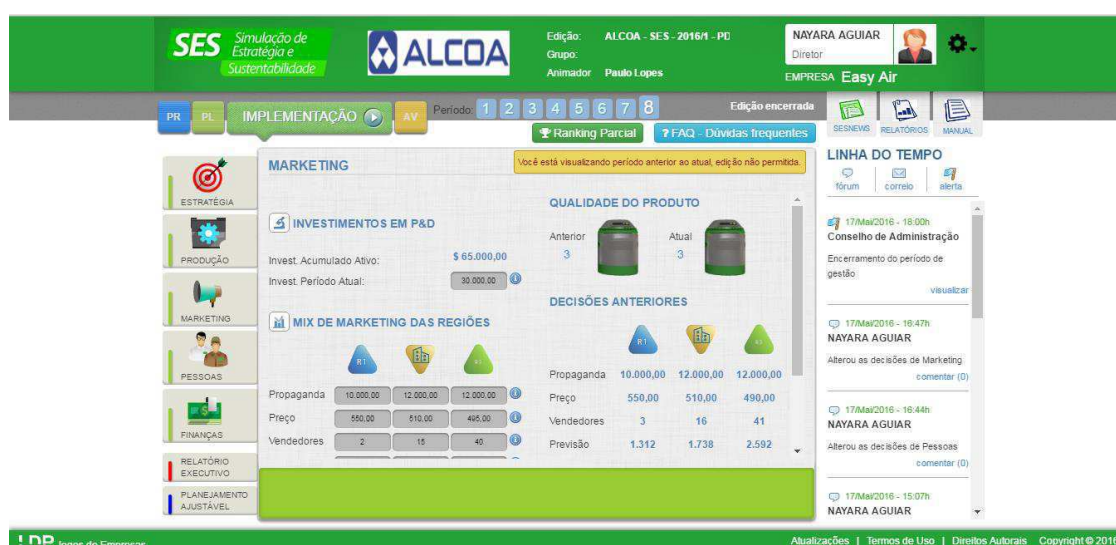 SES Simulação de
Estratégia e
Sustentabilidade
ALCOA
Edição: ALCOA - SES - 2016/1 - PD
Grupo:
Animador Paulo Lopes
NAYARA AGUIAR
Diretor
EMPRESA Easy Air
PR PL IMPLEMENTAÇÃO AV Período: 1 2 3 4 5 6 7 8 Edição encerrada
Ranking Parcial ? FAQ - Dúvidas frequentes
SESNEWS RELATÓRIOS MANUAL
ESTRATÉGIA
PRODUÇÃO
MARKETING
PESSOAS
FINANÇAS
RELATÓRIO
EXECUTIVO
PLANEJAMENTO
AJUSTÁVEL
MARKETING
Você está visualizando período anterior ao atual, edição não permitida.
INVESTIMENTOS EM P&D
Invest. Acumulado Ativo: $ 65.000,00
Invest. Período Atual: 30.000,00
MIX DE MARKETING DAS REGIÕES
R1
Propaganda 10.000,00 12.000,00 12.000,00
Preço 550,00 510,00 495,00
Vendedores 2 15 40
QUALIDADE DO PRODUTO
Anterior Atual
3 3
DECISÕES ANTERIORES
R1
Propaganda 10.000,00 12.000,00 12.000,00
Preço 550,00 510,00 490,00
Vendedores 3 16 41
Previsão 1.312 1.738 2.592
LINHA DO TEMPO
fórum correio alerta
17/Mai/2016 - 18:00h
Conselho de Administração
Encerramento do período de
gestão
visualizar
17/Mai/2016 - 16:47h
NAYARA AGUIAR
Alterou as decisões de Marketing
comentar (0)
17/Mai/2016 - 16:44h
NAYARA AGUIAR
Alterou as decisões de Pessoas
comentar (0)
17/Mai/2016 - 15:07h
NAYARA AGUIAR
LDP Jogos de Empresas
Atualizações | Termos de Uso | Direitos Autorais Copyright © 2016